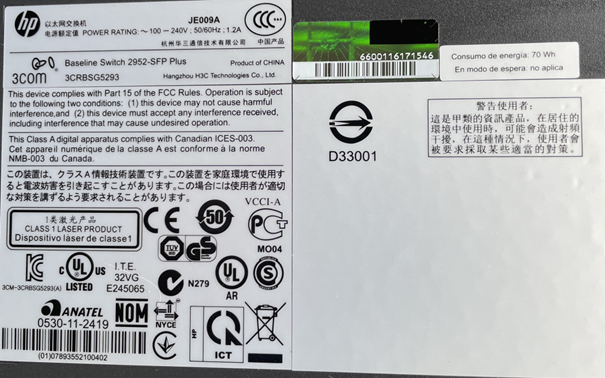 hp
以太网交换机 JE009A
电源额定值 POWER RATING: ～100－240V ; 50/60Hz ; 1.2A
CCC
杭州华三通信技术有限公司 中国产品
3COM
Baseline Switch 2952-SFP Plus Product of CHINA
3CRBSG5293 Hangzhou H3C Technologies Co., Ltd.
This device complies with Part 15 of the FCC Rules. Operation is subject
to the following two conditions: (1) this device may not cause harmful
interference,and (2) this device must accept any interference received,
including interference that may cause undesired operation.
This Class A digital apparatus complies with Canadian ICES-003.
Cet appareil numérique de la classe A est conforme à la norme
NMB-003 du Canada.
この装置は、クラスA情報技術装置です。この装置を家庭環境で使用す
ると電波妨害を引き起こすことがあります。この場合には使用者が適切
な対策を講ずるよう要求されることがあります。
VCCI-A
1类激光产品
CLASS 1 LASER PRODUCT
Dispositivo láser de classe1
CE
50
TÜV
GS
MO04
3CM-3CRBSG5293(A)
c UL US
LISTED
I.T.E.
32VG
E245065
N279
UL
AR
S
ANATEL
0530-11-2419
NOM
NYCE
HP
ICT
(01)07893552100402
6600116171546
Consumo de energía: 70 Wh
En modo de espera: no aplica
D33001
警告使用者：
這是甲類的資訊產品，在居住的
環境中使用時，可能會造成射頻
干擾，在這種情況下，使用者會
被要求採取某些適當的對策。